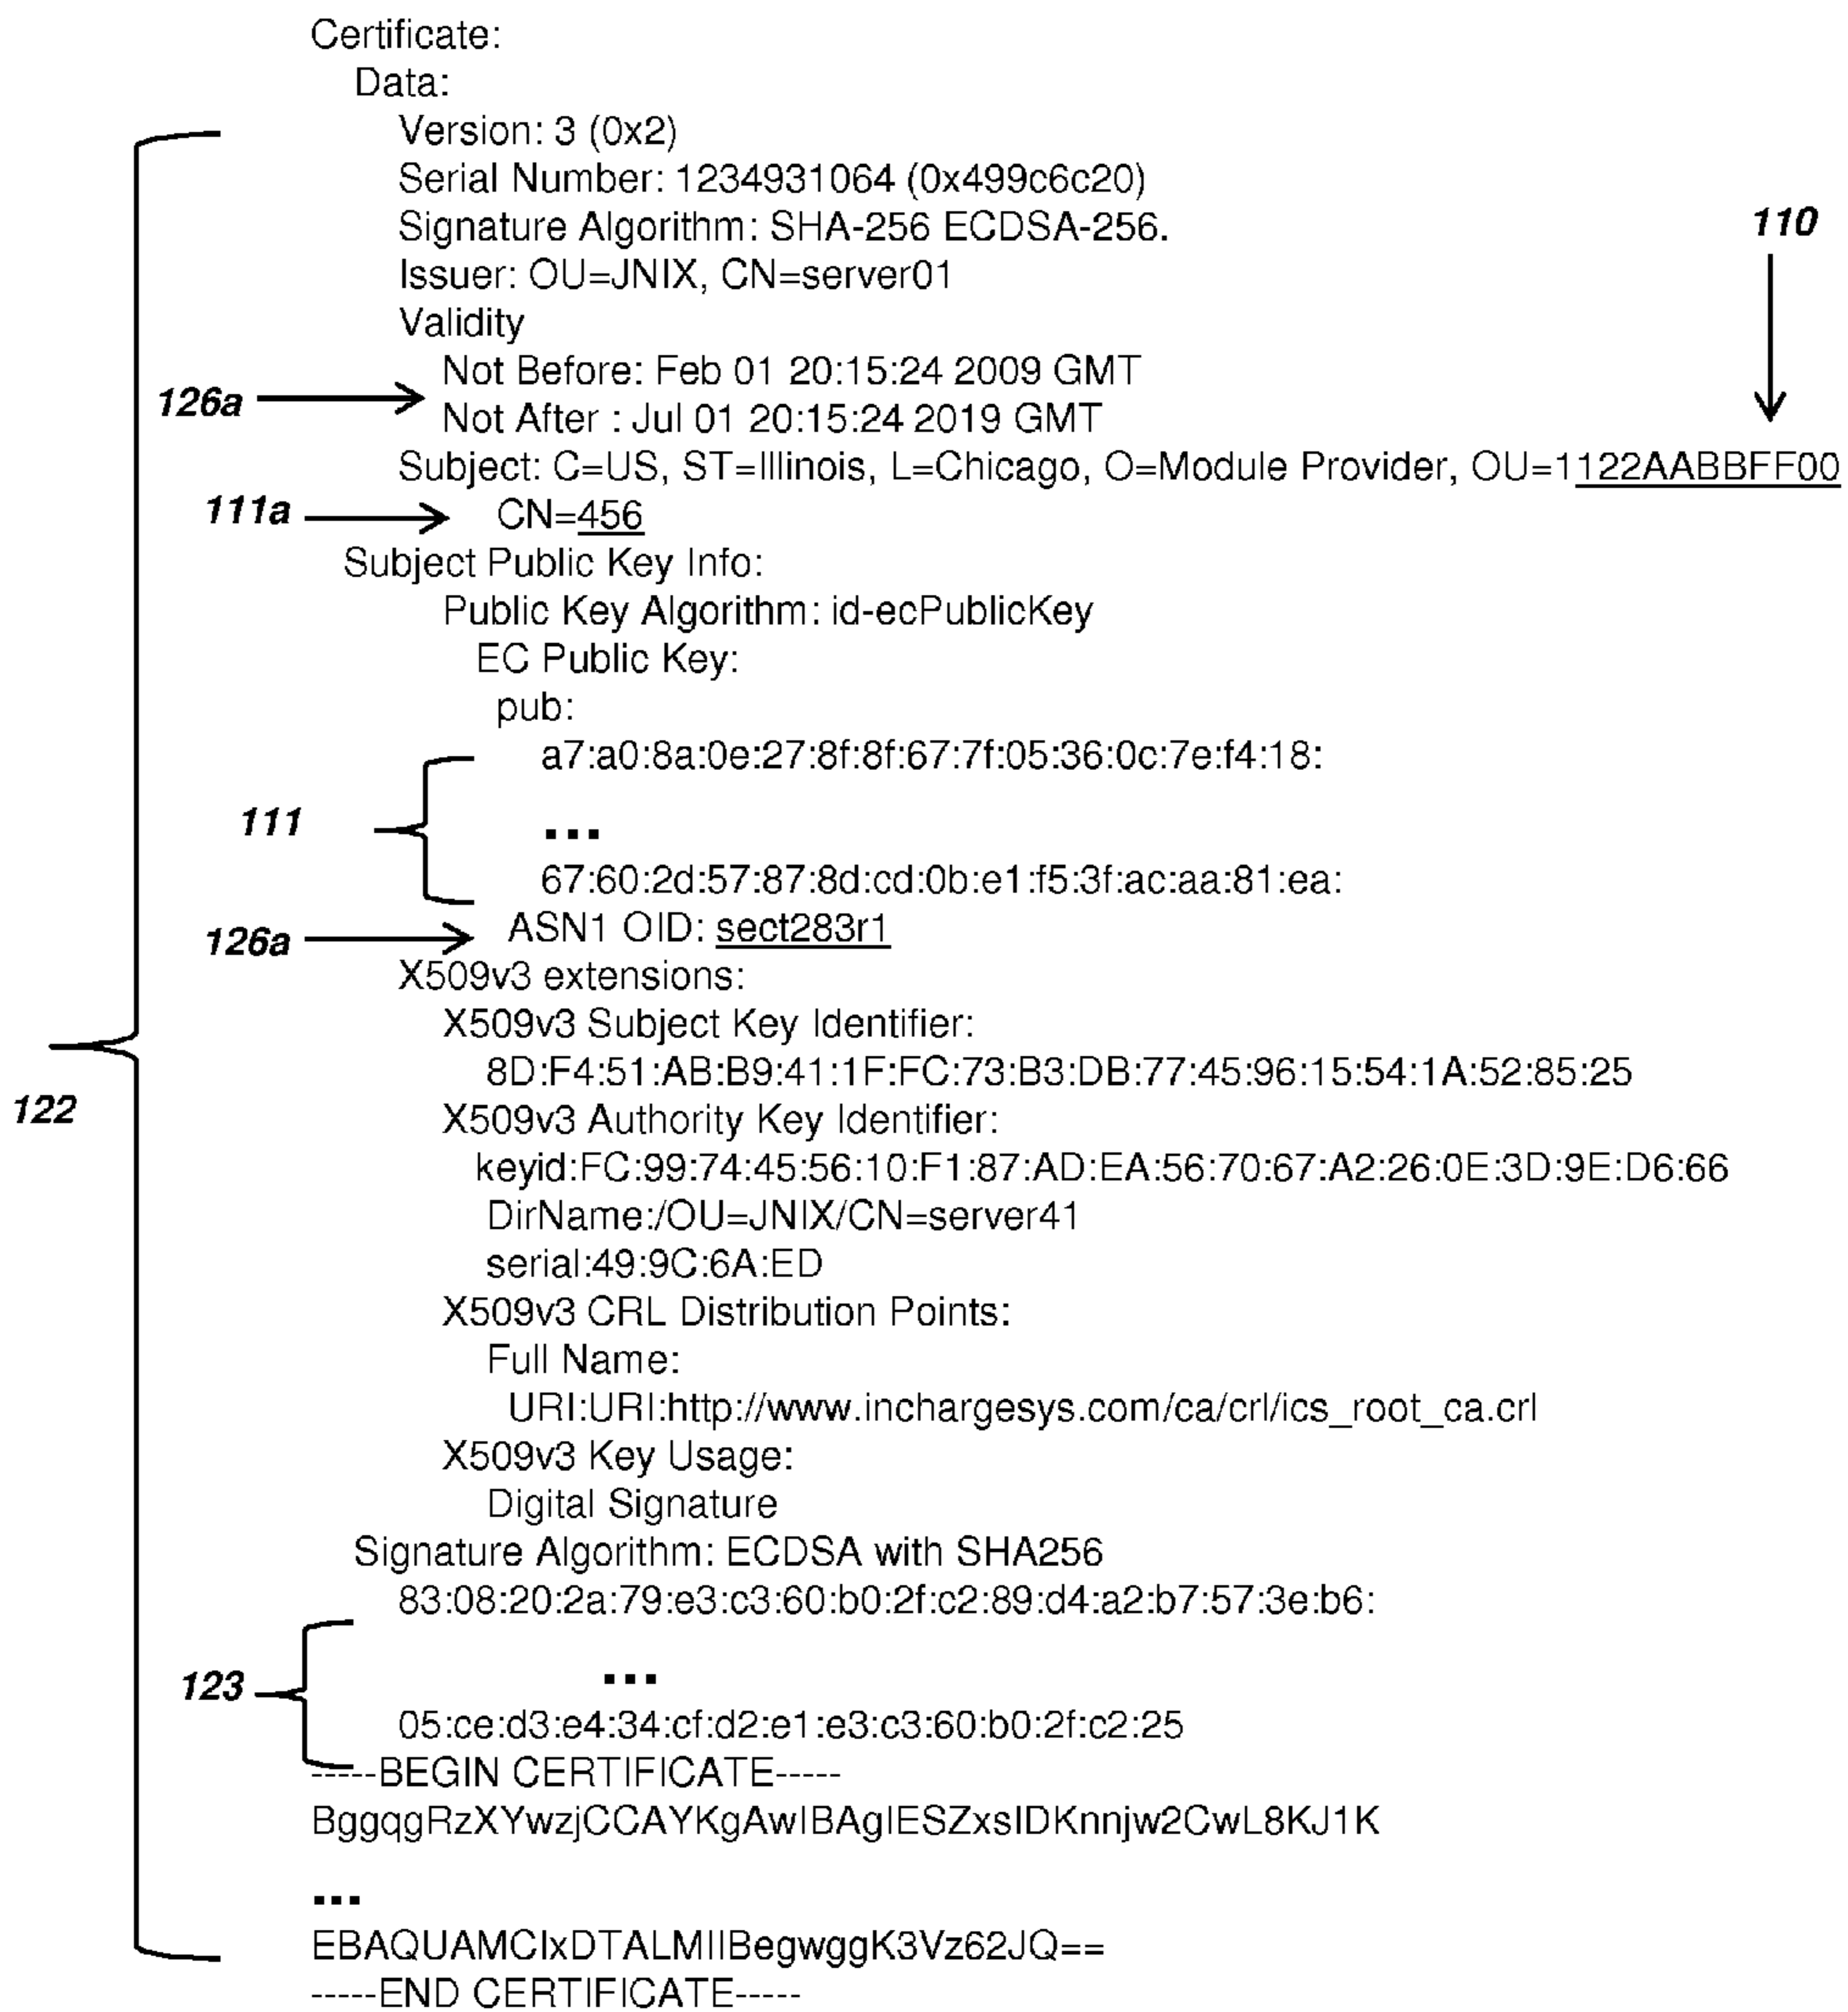 Certificate:
Data:
Version: 3 (0x2)
Serial Number: 1234931064 (0x499c6c20)
Signature Algorithm: SHA-256 ECDSA-256.
110
Issuer: OU=JNIX, CN=server01
Validity
Not Before: Feb 01 20:15:24 2009 GMT
126a
Not After : Jul 01 20:15:24 2019 GMT
Subject: C=US, ST=Illinois, L=Chicago, O=Module Provider, OU=1122AABBFF00
111a CN=456
Subject Public Key Info:
Public Key Algorithm: id-ecPublicKey
EC Public Key:
pub:
a7:a0:8a:0e:27:8f:8f:67:7f:05:36:0c:7e:f4:18:
111
...
67:60:2d:57:87:8d:cd:0b:e1:f5:3f:ac:aa:81:ea:
126a ASN1 OID: sect283r1
X509v3 extensions:
X509v3 Subject Key Identifier:
8D:F4:51:AB:B9:41:1F:FC:73:B3:DB:77:45:96:15:54:1A:52:85:25
122
X509v3 Authority Key Identifier:
keyid:FC:99:74:45:56:10:F1:87:AD:EA:56:70:67:A2:26:0E:3D:9E:D6:66
DirName:/OU=JNIX/CN=server41
serial:49:9C:6A:ED
X509v3 CRL Distribution Points:
Full Name:
URI:URI:http://www.inchargesys.com/ca/crl/ics_root_ca.crl
X509v3 Key Usage:
Digital Signature
Signature Algorithm: ECDSA with SHA256
83:08:20:2a:79:e3:c3:60:b0:2f:c2:89:d4:a2:b7:57:3e:b6:
123
...
05:ce:d3:e4:34:cf:d2:e1:e3:c3:60:b0:2f:c2:25
-----BEGIN CERTIFICATE-----
BggqgRzXYwzjCCAYKgAwIBAgIESZxsIDKnnjw2CwL8KJ1K
...
EBAQUAMCIxDTALMIIBegwggK3Vz62JQ==
-----END CERTIFICATE-----